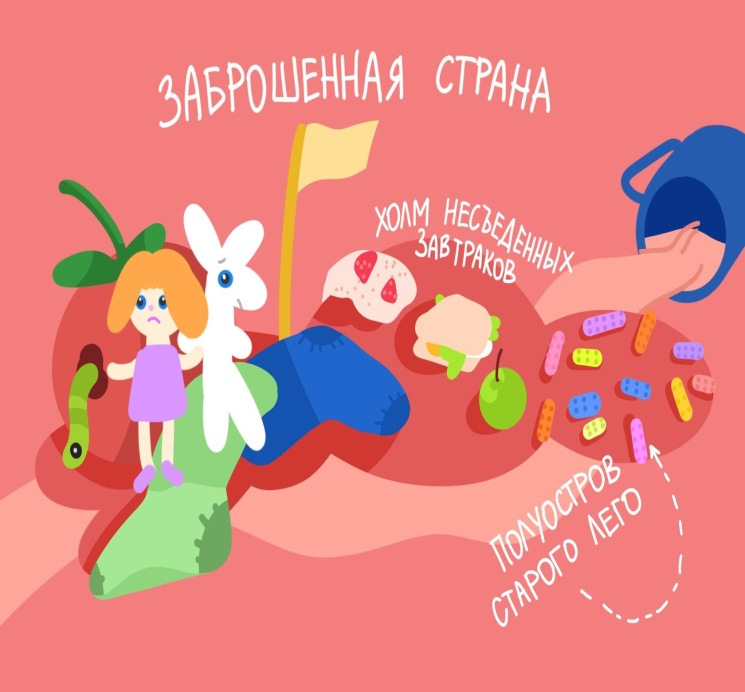 ЗАБРОШЕННАЯ СТРАНА
ХОЛМ НЕСЪЕДЕННЫХ
ЗАВТРАКОВ
ПОЛУОСТРОВ
СТАРОГО ЛЕГО